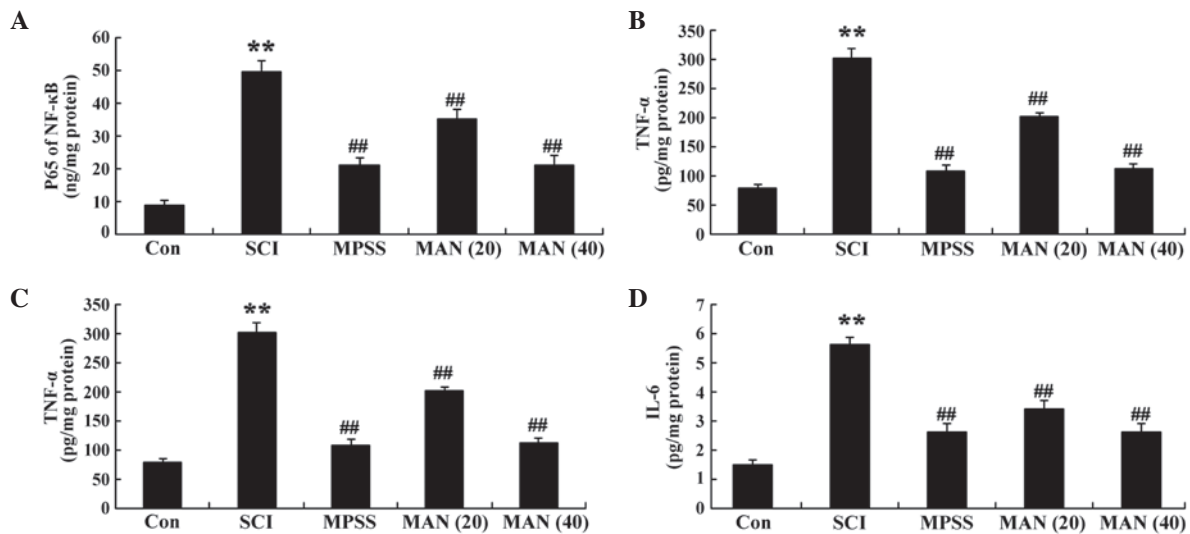 A
P65 of NF-κB
(ng/mg protein)
60
50
40
30
20
10
0
**
##
##
##
Con SCI MPSS MAN (20) MAN (40)
B
TNF-α
(pg/mg protein)
350
300
250
200
150
100
50
0
**
##
##
##
Con SCI MPSS MAN (20) MAN (40)
C
TNF-α
(pg/mg protein)
350
300
250
200
150
100
50
0
**
##
##
##
Con SCI MPSS MAN (20) MAN (40)
D
IL-6
(pg/mg protein)
7
6
5
4
3
2
1
0
**
##
##
##
Con SCI MPSS MAN (20) MAN (40)